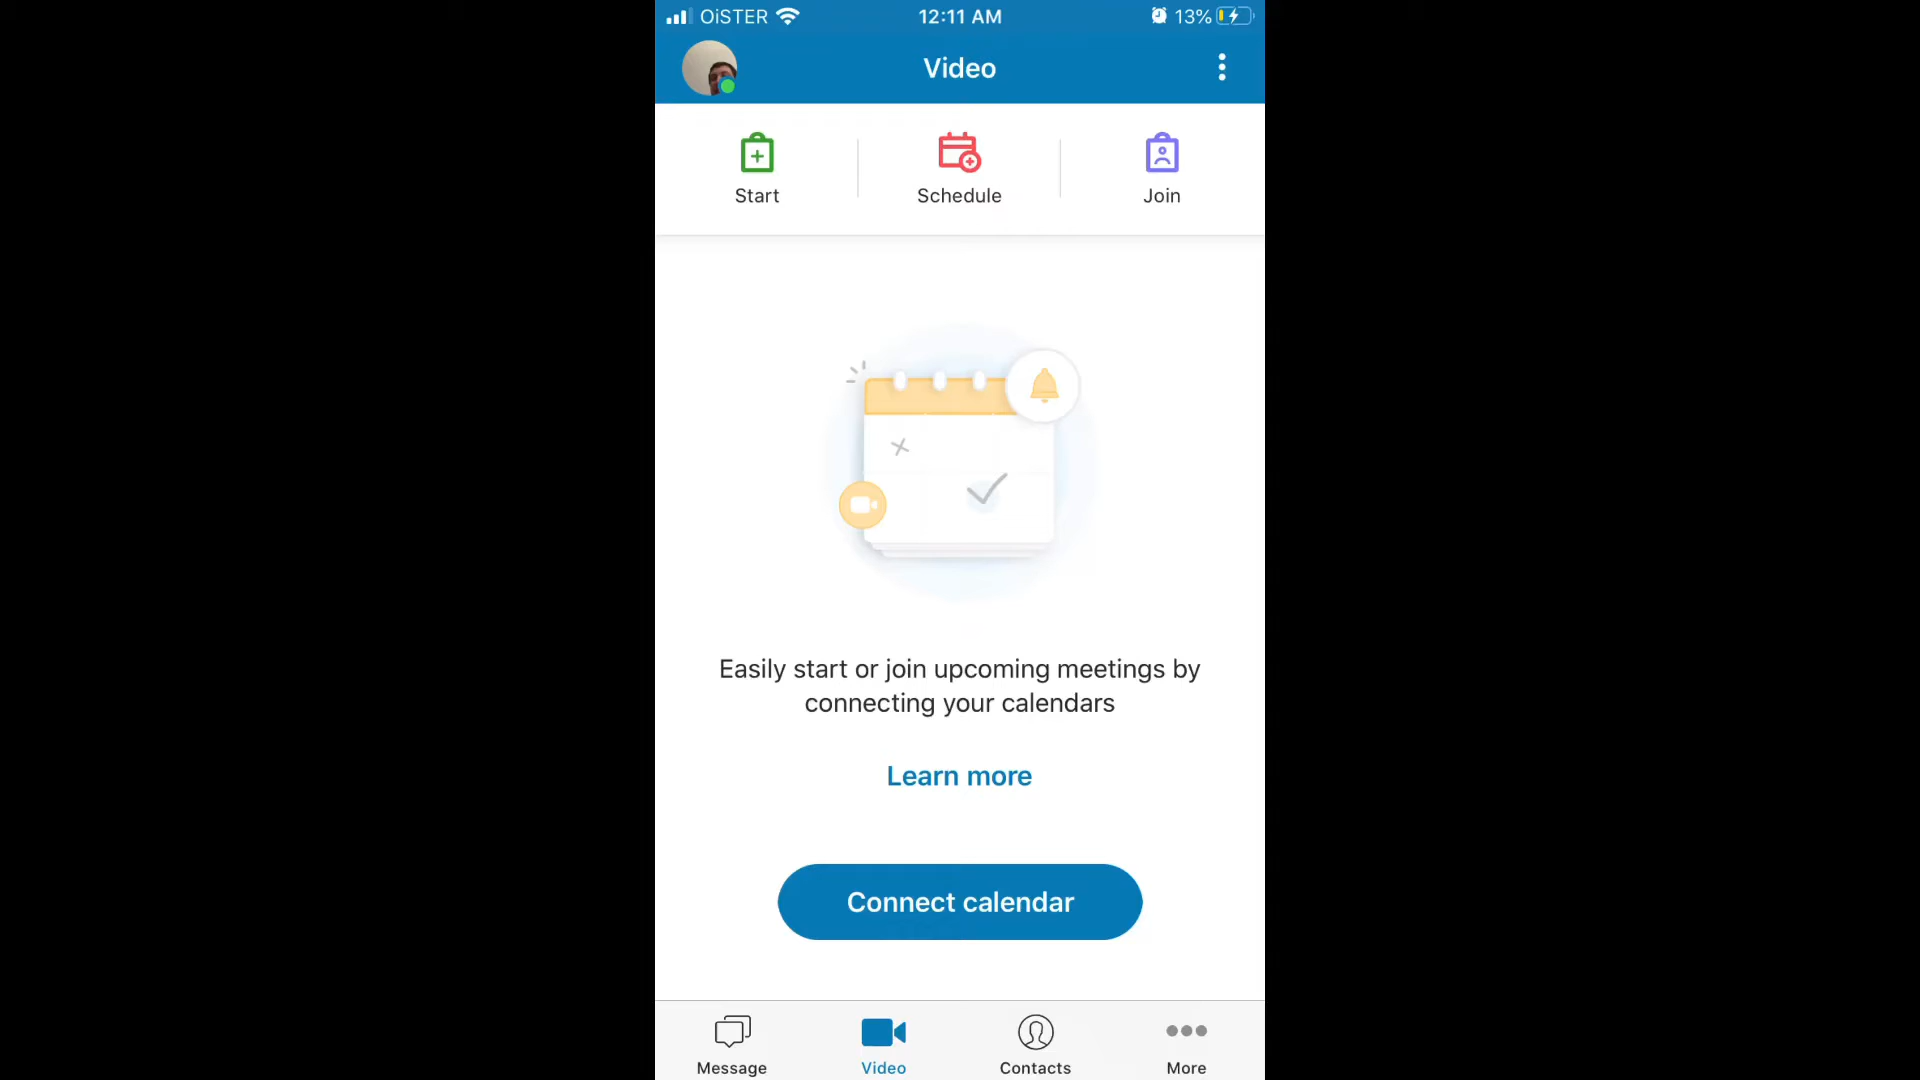 OiSTER
12:11 AM
13%
Video
Start
Schedule
Join
Easily start or join upcoming meetings by
connecting your calendars
Learn more
Connect calendar
Message
Video
Contacts
More